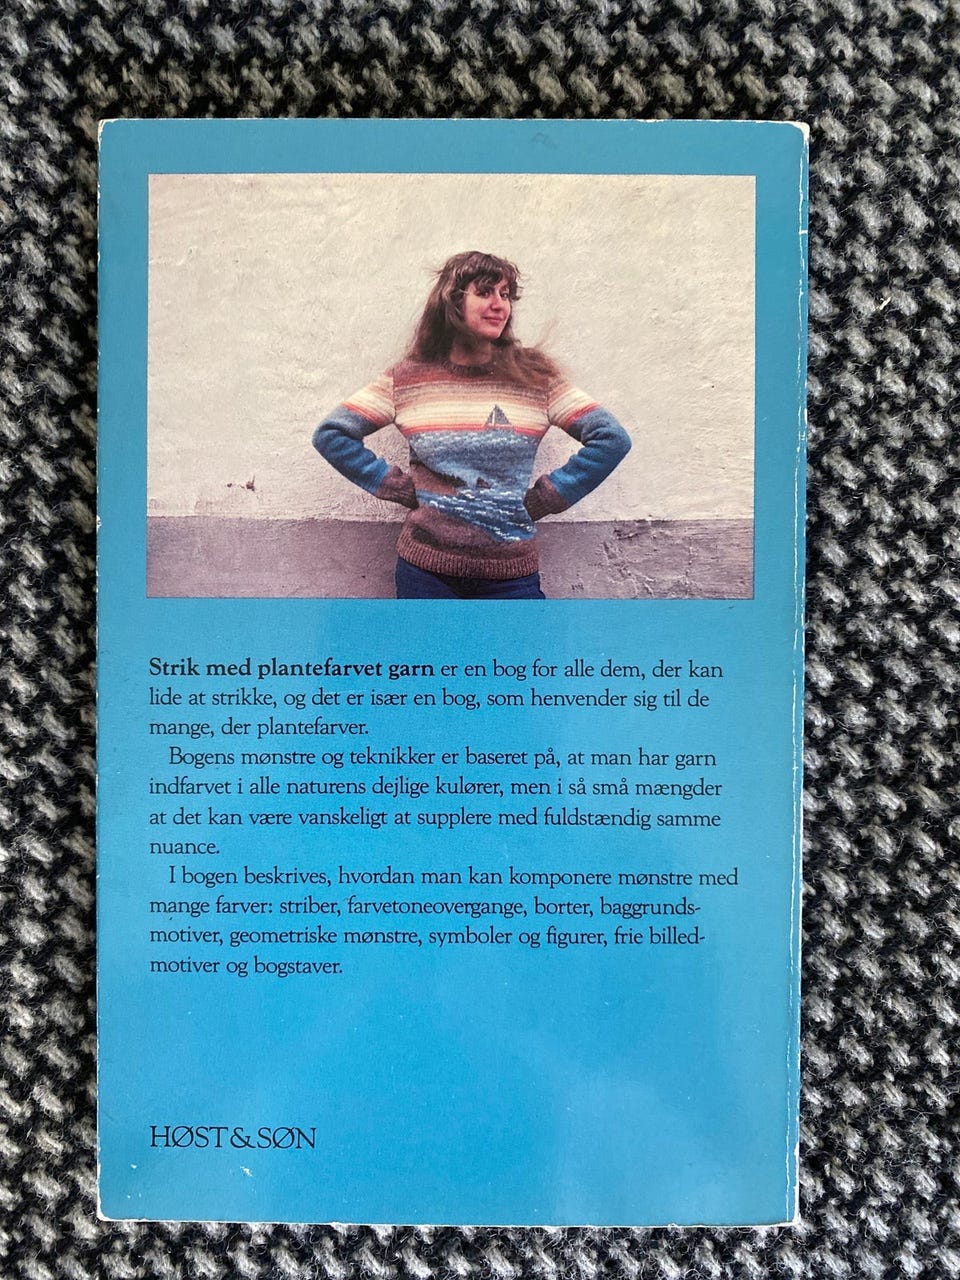 Strik med plantefarvet garn er en bog for alle dem, der kan
lide at strikke, og det er især en bog, som henvender sig til de
mange, der plantefarver.
Bogens mønstre og teknikker er baseret på, at man har garn
indfarvet i alle naturens dejlige kulører, men i så små mængder
at det kan være vanskeligt at supplere med fuldstændig samme
nuance.
I bogen beskrives, hvordan man kan komponere mønstre med
mange farver: striber, farvetoneovergange, borter, baggrunds-
motiver, geometriske mønstre, symboler og figurer, frie billed-
motiver og bogstaver.
HØST&SØN